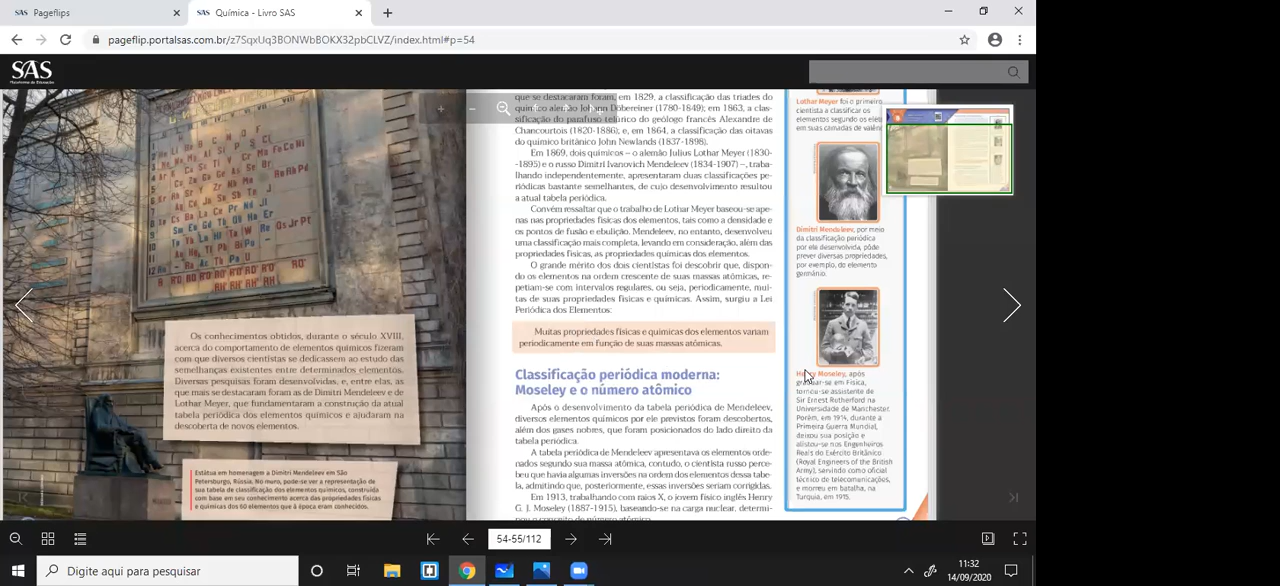 Pageflips
Química - Livro SAS
pageflip.portalsas.com.br/z7SqxUq3BONWbBOKX32pbCLVZ/index.html#p=54
SAS
Os conhecimentos obtidos, durante o século XVIII,
acerca do comportamento de elementos químicos fizeram
com que diversos cientistas se dedicassem ao estudo das
semelhanças existentes entre determinados elementos.
Diversas pesquisas foram desenvolvidas, e, entre elas, as
que mais se destacaram foram as de Dimitri Mendeleev e de
Lothar Meyer, que fundamentaram a construção da atual
tabela periódica dos elementos químicos e ajudaram na
descoberta de novos elementos.
Estátua em homenagem a Dimitri Mendeleev em São
Petersburgo, Rússia. No muro, pode-se ver a representação de
sua tabela de classificação dos elementos químicos, construída
com base em seu conhecimento acerca das propriedades físicas
e químicas dos 60 elementos que à época eram conhecidos.
que se destacaram foram, em 1829, a classificação das tríades do
químico alemão Johann Döbereiner (1780-1849); em 1863, a clas-
sificação do parafuso telúrico do geólogo francês Alexandre de
Chancourtois (1820-1886); e, em 1864, a classificação das oitavas
do químico britânico John Newlands (1837-1898).
Em 1869, dois químicos – o alemão Julius Lothar Meyer (1830-
-1895) e o russo Dimitri Ivanovich Mendeleev (1834-1907) –, traba-
lhando independentemente, apresentaram duas classificações pe-
riódicas bastante semelhantes, de cujo desenvolvimento resultou
a atual tabela periódica.
Convém ressaltar que o trabalho de Lothar Meyer baseou-se ape-
nas nas propriedades físicas dos elementos, tais como a densidade e
os pontos de fusão e ebulição. Mendeleev, no entanto, desenvolveu
uma classificação mais completa, levando em consideração, além das
propriedades físicas, as propriedades químicas dos elementos.
O grande mérito dos dois cientistas foi descobrir que, dispon-
do os elementos na ordem crescente de suas massas atômicas, re-
petiam-se com intervalos regulares, ou seja, periodicamente, mui-
tas de suas propriedades físicas e químicas. Assim, surgiu a Lei
Periódica dos Elementos:
Muitas propriedades físicas e químicas dos elementos variam
periodicamente em função de suas massas atômicas.
Classificação periódica moderna:
Moseley e o número atômico
Após o desenvolvimento da tabela periódica de Mendeleev,
diversos elementos químicos por ele previstos foram descobertos,
além dos gases nobres, que foram posicionados do lado direito da
tabela periódica.
A tabela periódica de Mendeleev apresentava os elementos orde-
nados segundo sua massa atômica, contudo, o cientista russo perce-
beu que havia algumas inversões na ordem dos elementos dessa tabe-
la, admitindo que, posteriormente, essas inversões seriam corrigidas.
Em 1913, trabalhando com raios X, o jovem físico inglês Henry
G. J. Moseley (1887-1915), baseando-se na carga nuclear, determi-
nou o conceito de número atômico
Lothar Meyer foi o primeiro
cientista a classificar os
elementos segundo os
em suas camadas de
Dimitri Mendeleev, por meio
da classificação periódica
por ele desenvolvida, pôde
prever diversas propriedades,
por exemplo, do elemento
germânio.
Henry Moseley, após
graduar-se em Física,
tornou-se assistente de
Sir Ernest Rutherford na
Universidade de Manchester.
Porém, em 1914, durante a
Primeira Guerra Mundial,
deixou sua posição e
alistou-se nos Engenheiros
Reais do Exército Britânico
(Royal Engineers of the British
Army), servindo como oficial
técnico de telecomunicações,
e morreu em batalha, na
Turquia, em 1915.
54-55/112
Digite aqui para pesquisar
11:32
14/09/2020